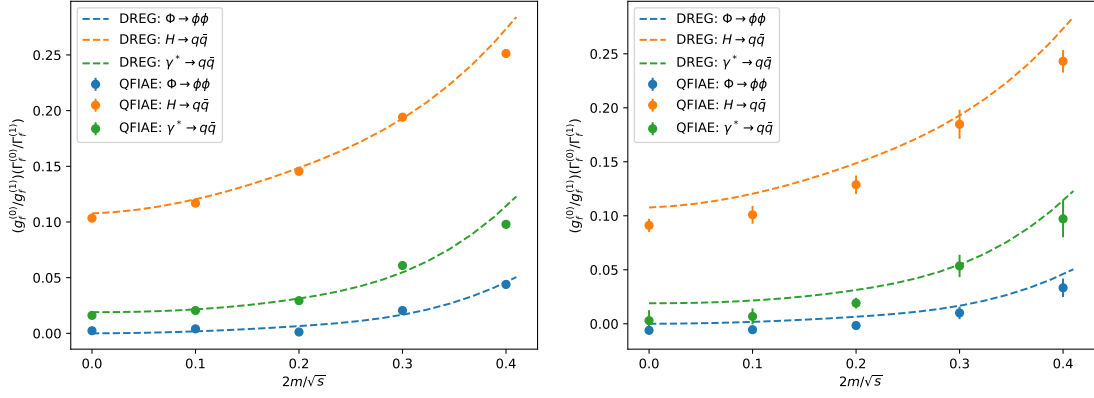 DREG: Φ → ϕϕ
DREG: H → qq̄
DREG: γ* → qq̄
QFIAE: Φ → ϕϕ
QFIAE: H → qq̄
QFIAE: γ* → qq̄
0.25
0.20
0.15
0.10
0.05
0.00
(g_f^(0)/g_f^(1))(Γ_f^(0)/Γ_f^(1))
0.0 0.1 0.2 0.3 0.4
2m/√s
DREG: Φ → ϕϕ
DREG: H → qq̄
DREG: γ* → qq̄
QFIAE: Φ → ϕϕ
QFIAE: H → qq̄
QFIAE: γ* → qq̄
0.25
0.20
0.15
0.10
0.05
0.00
(g_f^(0)/g_f^(1))(Γ_f^(0)/Γ_f^(1))
0.0 0.1 0.2 0.3 0.4
2m/√s